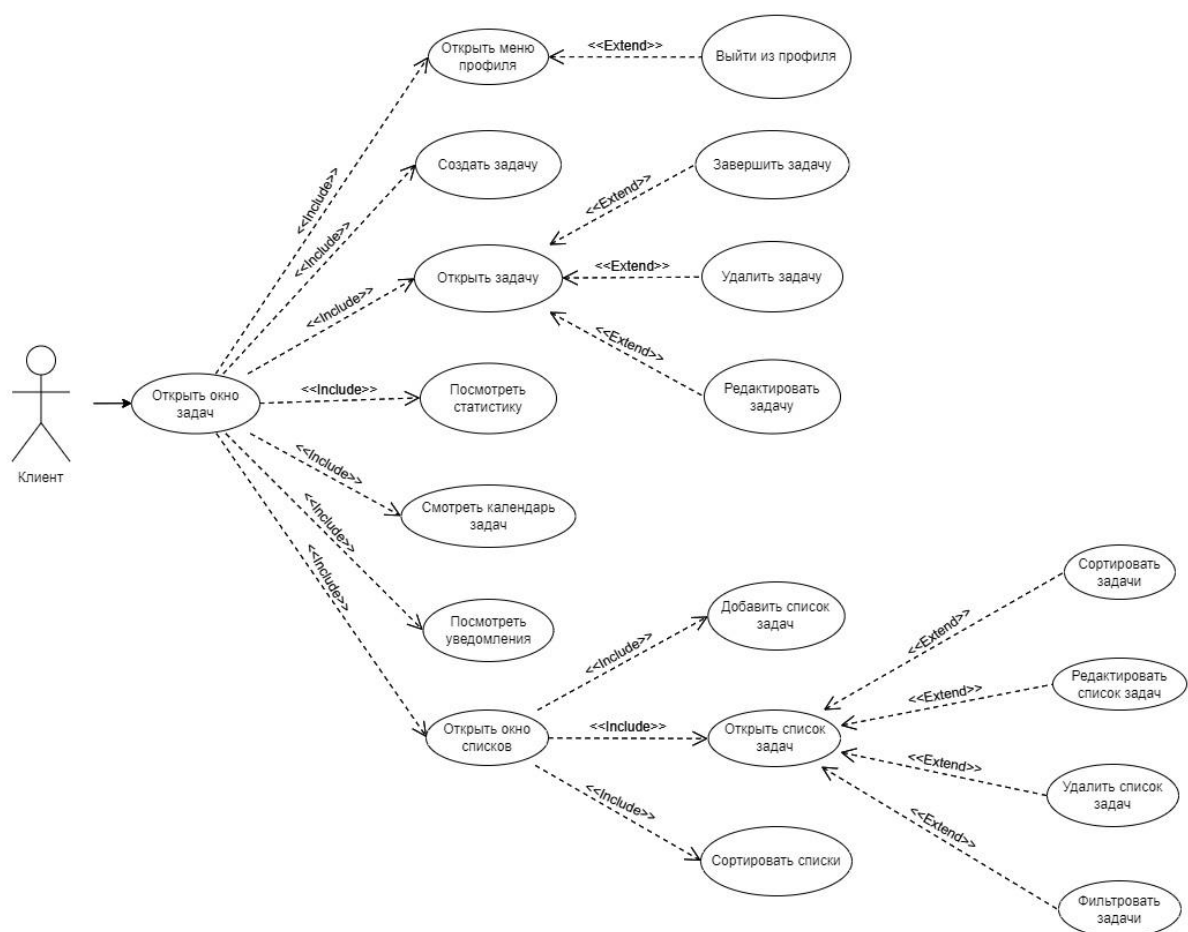 Открыть меню
профиля
<<Extend>>
Выйти из профиля
<<Include>>
Создать задачу
<<Include>>
Завершить задачу
<<Extend>>
Открыть задачу
<<Extend>>
Удалить задачу
<<Include>>
<<Extend>>
Редактировать
задачу
Клиент
Открыть окно
задач
<<Include>>
Посмотреть
статистику
<<Include>>
Смотреть календарь
задач
<<Include>>
Посмотреть
уведомления
<<Include>>
Открыть окно
списков
<<Include>>
Добавить список
задач
<<Include>>
Открыть список
задач
<<Include>>
Сортировать списки
<<Extend>>
Сортировать
задачи
<<Extend>>
Редактировать
список задач
<<Extend>>
Удалить список
задач
<<Extend>>
Фильтровать
задачи